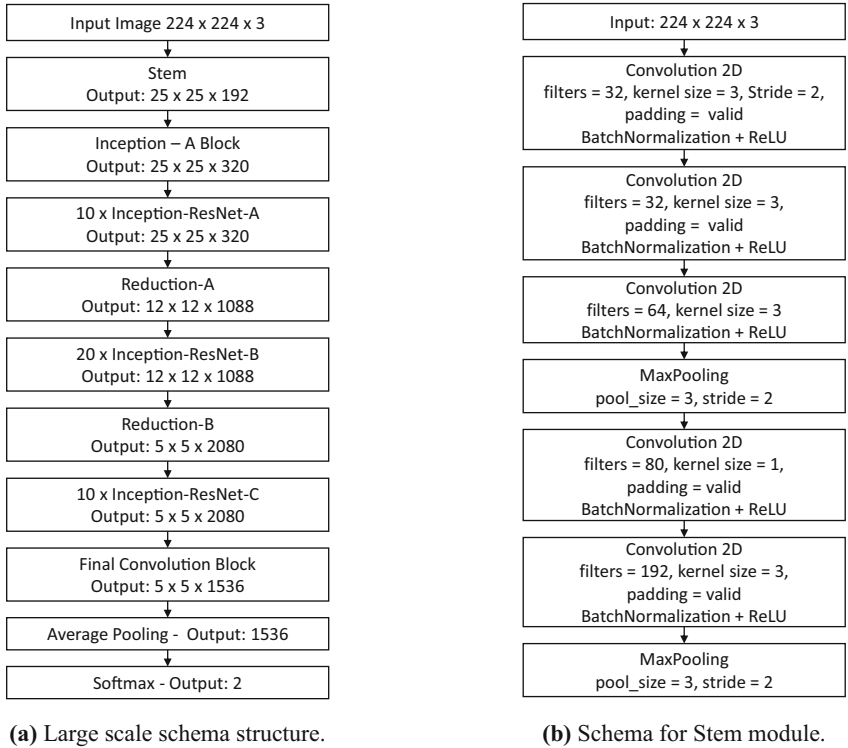 Input Image 224 x 224 x 3
Stem
Output: 25 x 25 x 192
Inception – A Block
Output: 25 x 25 x 320
10 x Inception-ResNet-A
Output: 25 x 25 x 320
Reduction-A
Output: 12 x 12 x 1088
20 x Inception-ResNet-B
Output: 12 x 12 x 1088
Reduction-B
Output: 5 x 5 x 2080
10 x Inception-ResNet-C
Output: 5 x 5 x 2080
Final Convolution Block
Output: 5 x 5 x 1536
Average Pooling - Output: 1536
Softmax - Output: 2
(a) Large scale schema structure.
Input: 224 x 224 x 3
Convolution 2D
filters = 32, kernel size = 3, Stride = 2,
padding = valid
BatchNormalization + ReLU
Convolution 2D
filters = 32, kernel size = 3,
padding = valid
BatchNormalization + ReLU
Convolution 2D
filters = 64, kernel size = 3
BatchNormalization + ReLU
MaxPooling
pool_size = 3, stride = 2
Convolution 2D
filters = 80, kernel size = 1,
padding = valid
BatchNormalization + ReLU
Convolution 2D
filters = 192, kernel size = 3,
padding = valid
BatchNormalization + ReLU
MaxPooling
pool_size = 3, stride = 2
(b) Schema for Stem module.